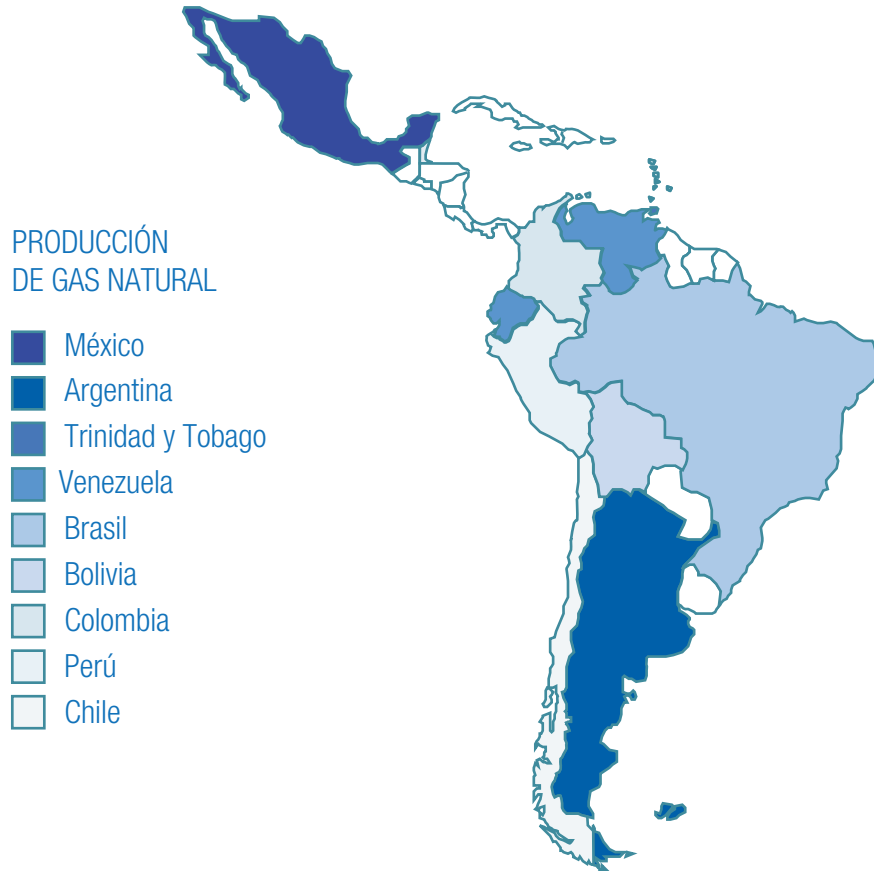 PRODUCCIÓN
DE GAS NATURAL
México
Argentina
Trinidad y Tobago
Venezuela
Brasil
Bolivia
Colombia
Perú
Chile